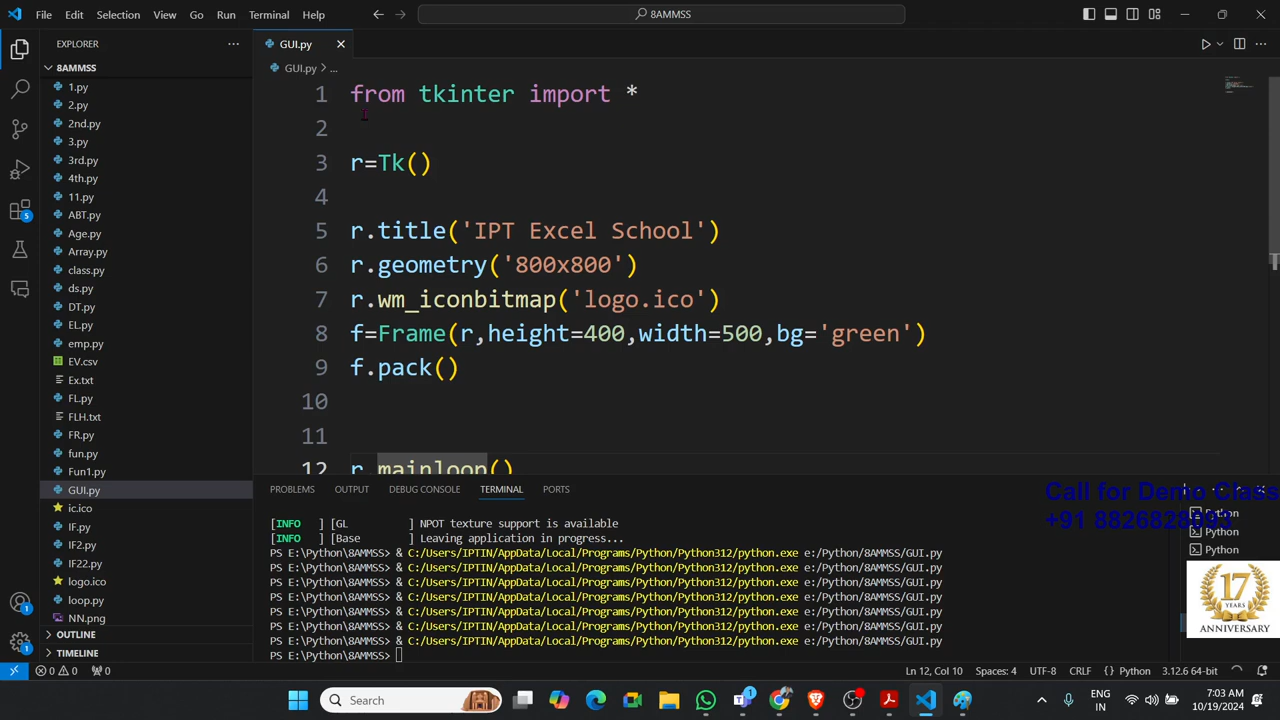 File Edit Selection View Go Run Terminal Help
8AMMSS
EXPLORER
8AMMSS
1.py
2.py
2nd.py
3.py
3rd.py
4th.py
11.py
ABT.py
Age.py
Array.py
class.py
ds.py
DT.py
EL.py
emp.py
EV.csv
Ex.txt
FL.py
FLH.txt
FR.py
fun.py
Fun1.py
GUI.py
ic.ico
IF.py
IF2.py
IF22.py
logo.ico
loop.py
NN.png
OUTLINE
TIMELINE
GUI.py
GUI.py > ...
1 from tkinter import *
2
3 r=Tk()
4
5 r.title('IPT Excel School')
6 r.geometry('800x800')
7 r.wm_iconbitmap('logo.ico')
8 f=Frame(r,height=400,width=500,bg='green')
9 f.pack()
10
11
12 r.mainloop()
PROBLEMS OUTPUT DEBUG CONSOLE TERMINAL PORTS
[INFO ] [GL ] NPOT texture support is available
[INFO ] [Base ] Leaving application in progress...
PS E:\Python\8AMMSS> & C:/Users/IPTIN/AppData/Local/Programs/Python/Python312/python.exe e:/Python/8AMMSS/GUI.py
PS E:\Python\8AMMSS> & C:/Users/IPTIN/AppData/Local/Programs/Python/Python312/python.exe e:/Python/8AMMSS/GUI.py
PS E:\Python\8AMMSS> & C:/Users/IPTIN/AppData/Local/Programs/Python/Python312/python.exe e:/Python/8AMMSS/GUI.py
PS E:\Python\8AMMSS> & C:/Users/IPTIN/AppData/Local/Programs/Python/Python312/python.exe e:/Python/8AMMSS/GUI.py
PS E:\Python\8AMMSS> & C:/Users/IPTIN/AppData/Local/Programs/Python/Python312/python.exe e:/Python/8AMMSS/GUI.py
PS E:\Python\8AMMSS> & C:/Users/IPTIN/AppData/Local/Programs/Python/Python312/python.exe e:/Python/8AMMSS/GUI.py
PS E:\Python\8AMMSS> & C:/Users/IPTIN/AppData/Local/Programs/Python/Python312/python.exe e:/Python/8AMMSS/GUI.py
PS E:\Python\8AMMSS>
Call for Demo Class
+91 8826828093
Python
Python
17
YEARS
ANNIVERSARY
0 0 0
Ln 12, Col 10 Spaces: 4 UTF-8 CRLF {} Python 3.12.6 64-bit
Search
ENG
IN
7:03 AM
10/19/2024